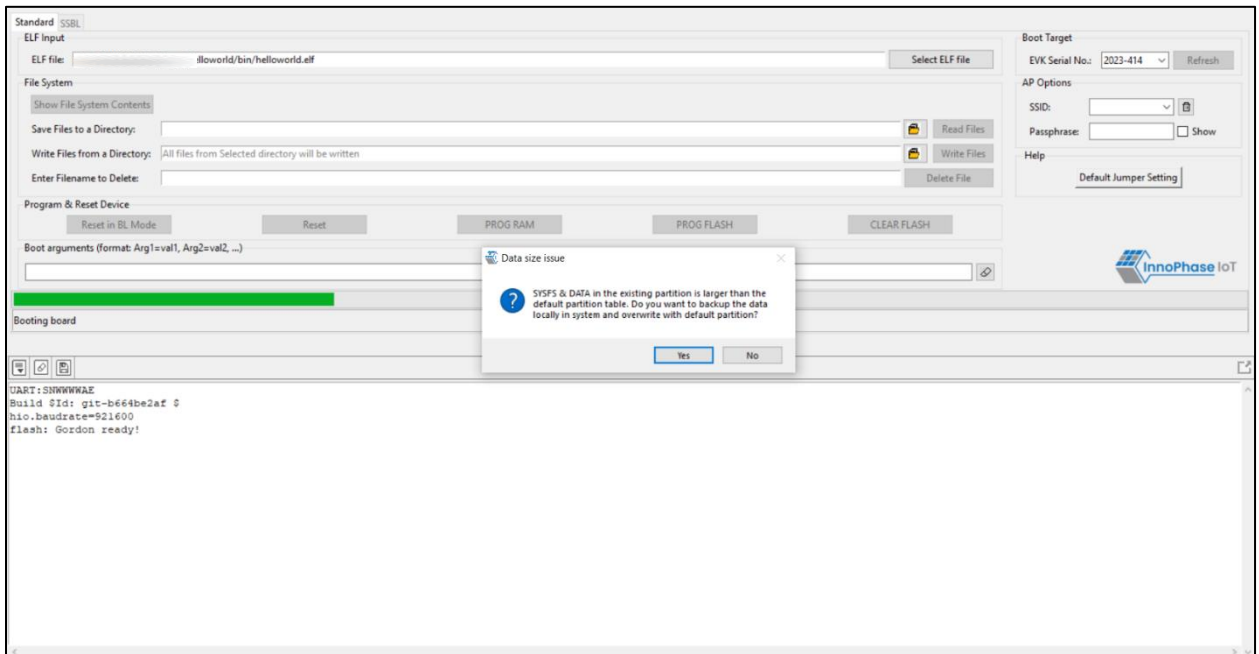 Standard SSBL
ELF Input
ELF file: lloworld/bin/helloworld.elf Select ELF file
Boot Target
EVK Serial No.: 2023-414 Refresh
File System
Show File System Contents
Save Files to a Directory: Read Files
Write Files from a Directory: All files from Selected directory will be written Write Files
Enter Filename to Delete: Delete File
AP Options
SSID:
Passphrase: Show
Help
Default Jumper Setting
Program & Reset Device
Reset in BL Mode Reset PROG RAM PROG FLASH CLEAR FLASH
Boot arguments (format: Arg1=val1, Arg2=val2, ...)
InnoPhase IoT
Booting board
Data size issue
SYSFS & DATA in the existing partition is larger than the
default partition table. Do you want to backup the data
locally in system and overwrite with default partition?
Yes No
UART:SNWWWWAE
Build $Id: git-b664be2af $
hio.baudrate=921600
flash: Gordon ready!